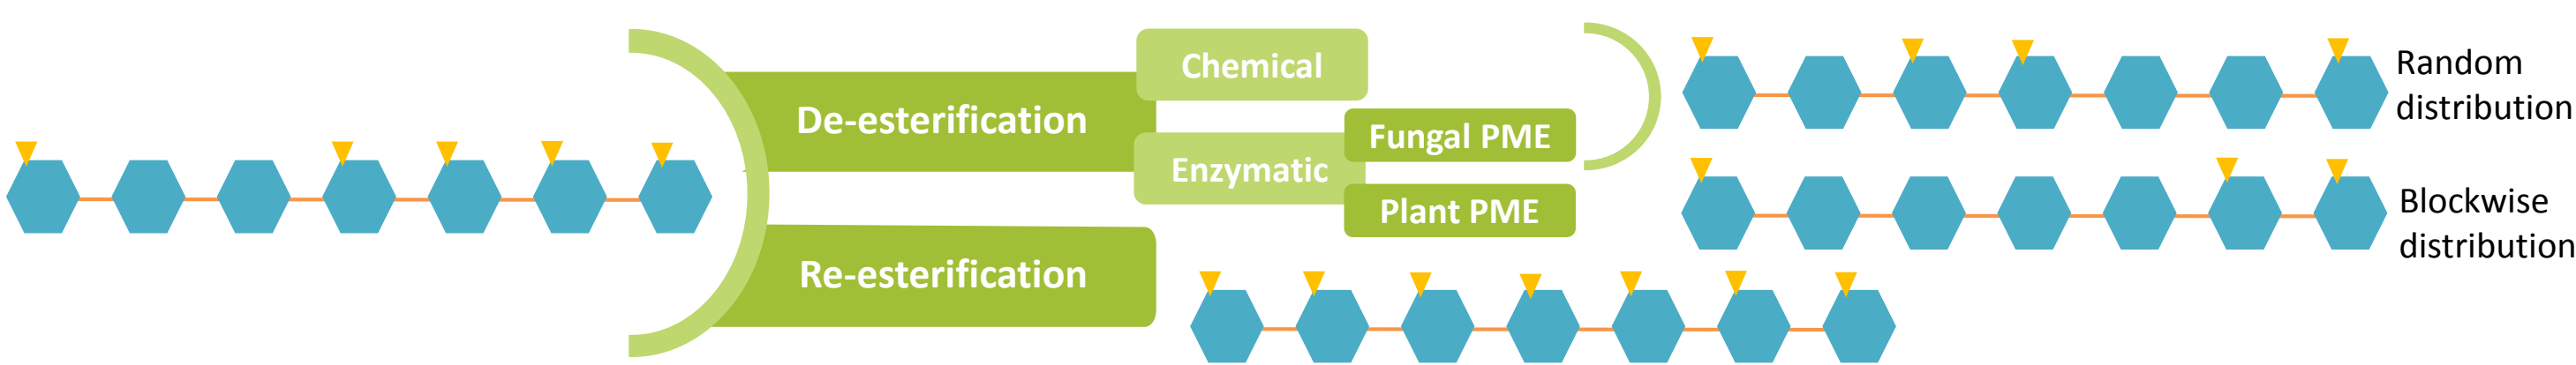 De-esterification
Re-esterification
Chemical
Enzymatic
Fungal PME
Plant PME
Random
distribution
Blockwise
distribution